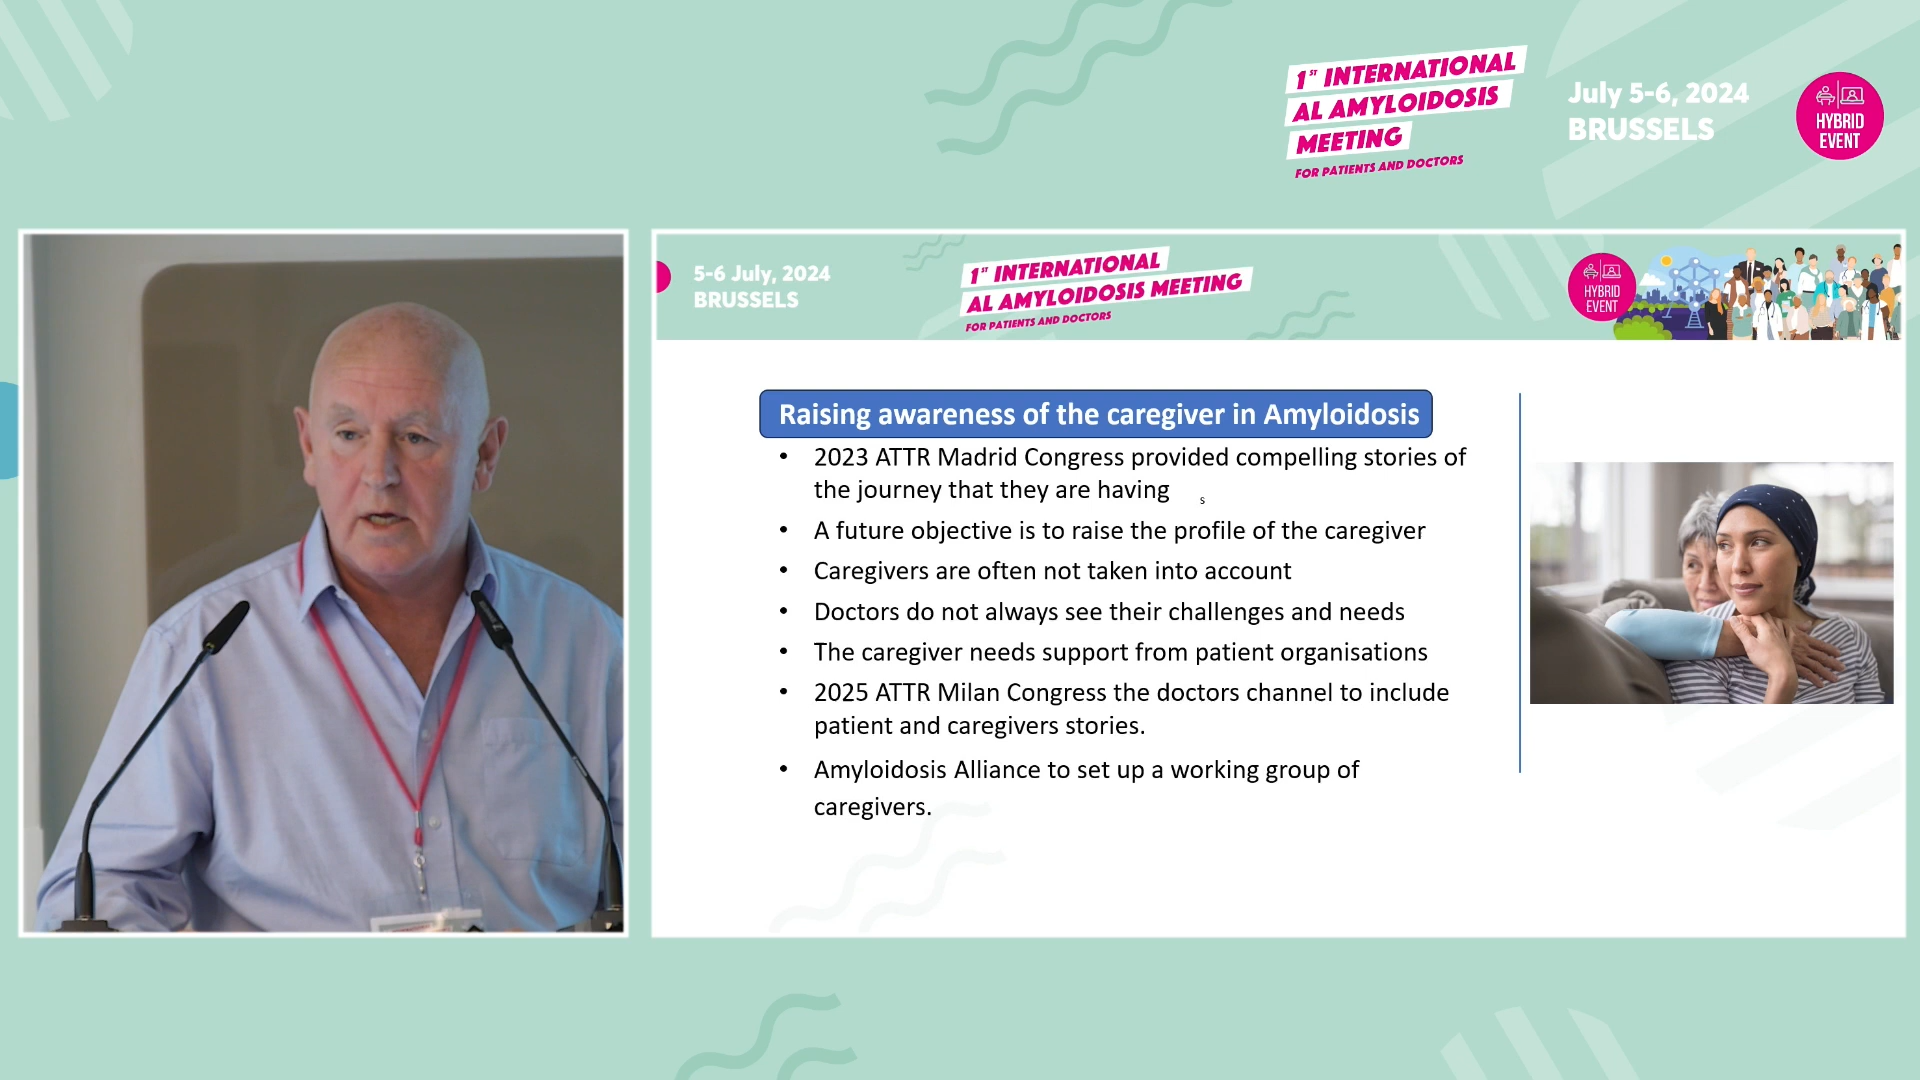 1ST INTERNATIONAL
AL AMYLOIDOSIS
MEETING
FOR PATIENTS AND DOCTORS
July 5-6, 2024
BRUSSELS
HYBRID
EVENT
5-6 July, 2024
BRUSSELS
1ST INTERNATIONAL
AL AMYLOIDOSIS MEETING
FOR PATIENTS AND DOCTORS
HYBRID
EVENT
Raising awareness of the caregiver in Amyloidosis
• 2023 ATTR Madrid Congress provided compelling stories of
the journey that they are having s
• A future objective is to raise the profile of the caregiver
• Caregivers are often not taken into account
• Doctors do not always see their challenges and needs
• The caregiver needs support from patient organisations
• 2025 ATTR Milan Congress the doctors channel to include
patient and caregivers stories.
• Amyloidosis Alliance to set up a working group of
caregivers.